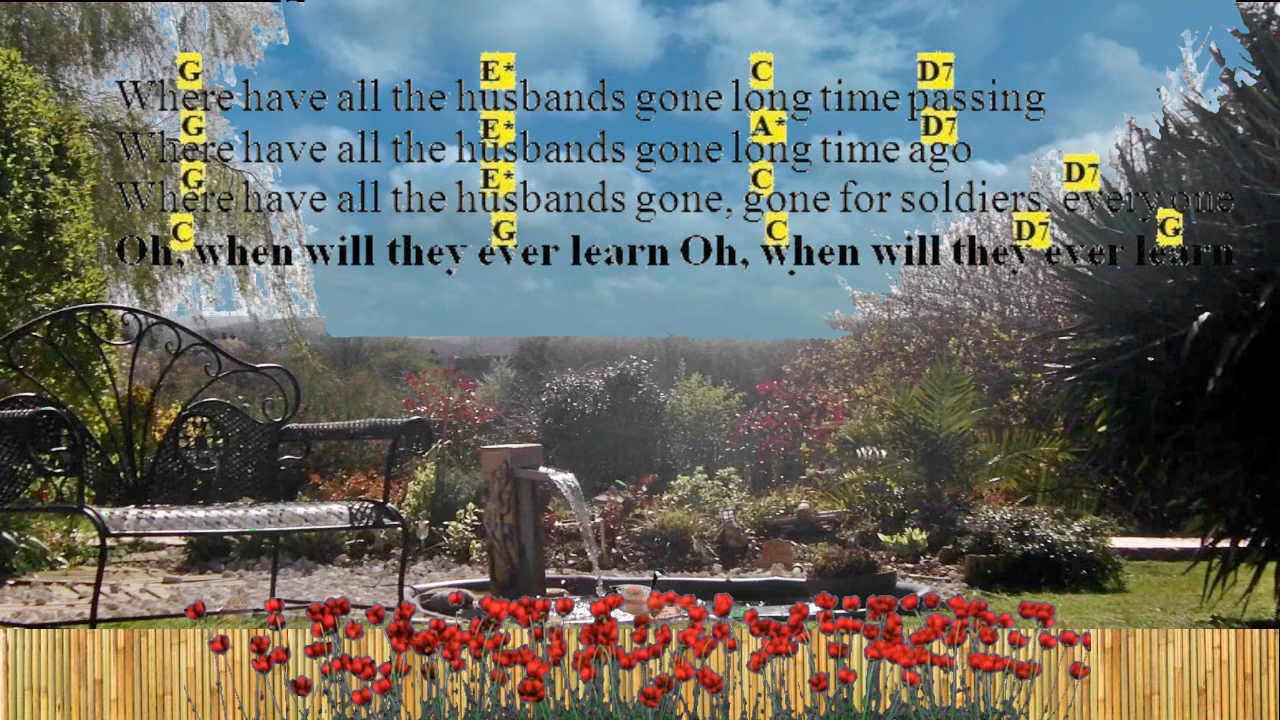 G E* C D7
Where have all the husbands gone long time passing
G E* A* D7
Where have all the husbands gone long time ago
G E* C D7
Where have all the husbands gone, gone for soldiers, every one
C G C D7 G
Oh, when will they ever learn Oh, when will they ever learn